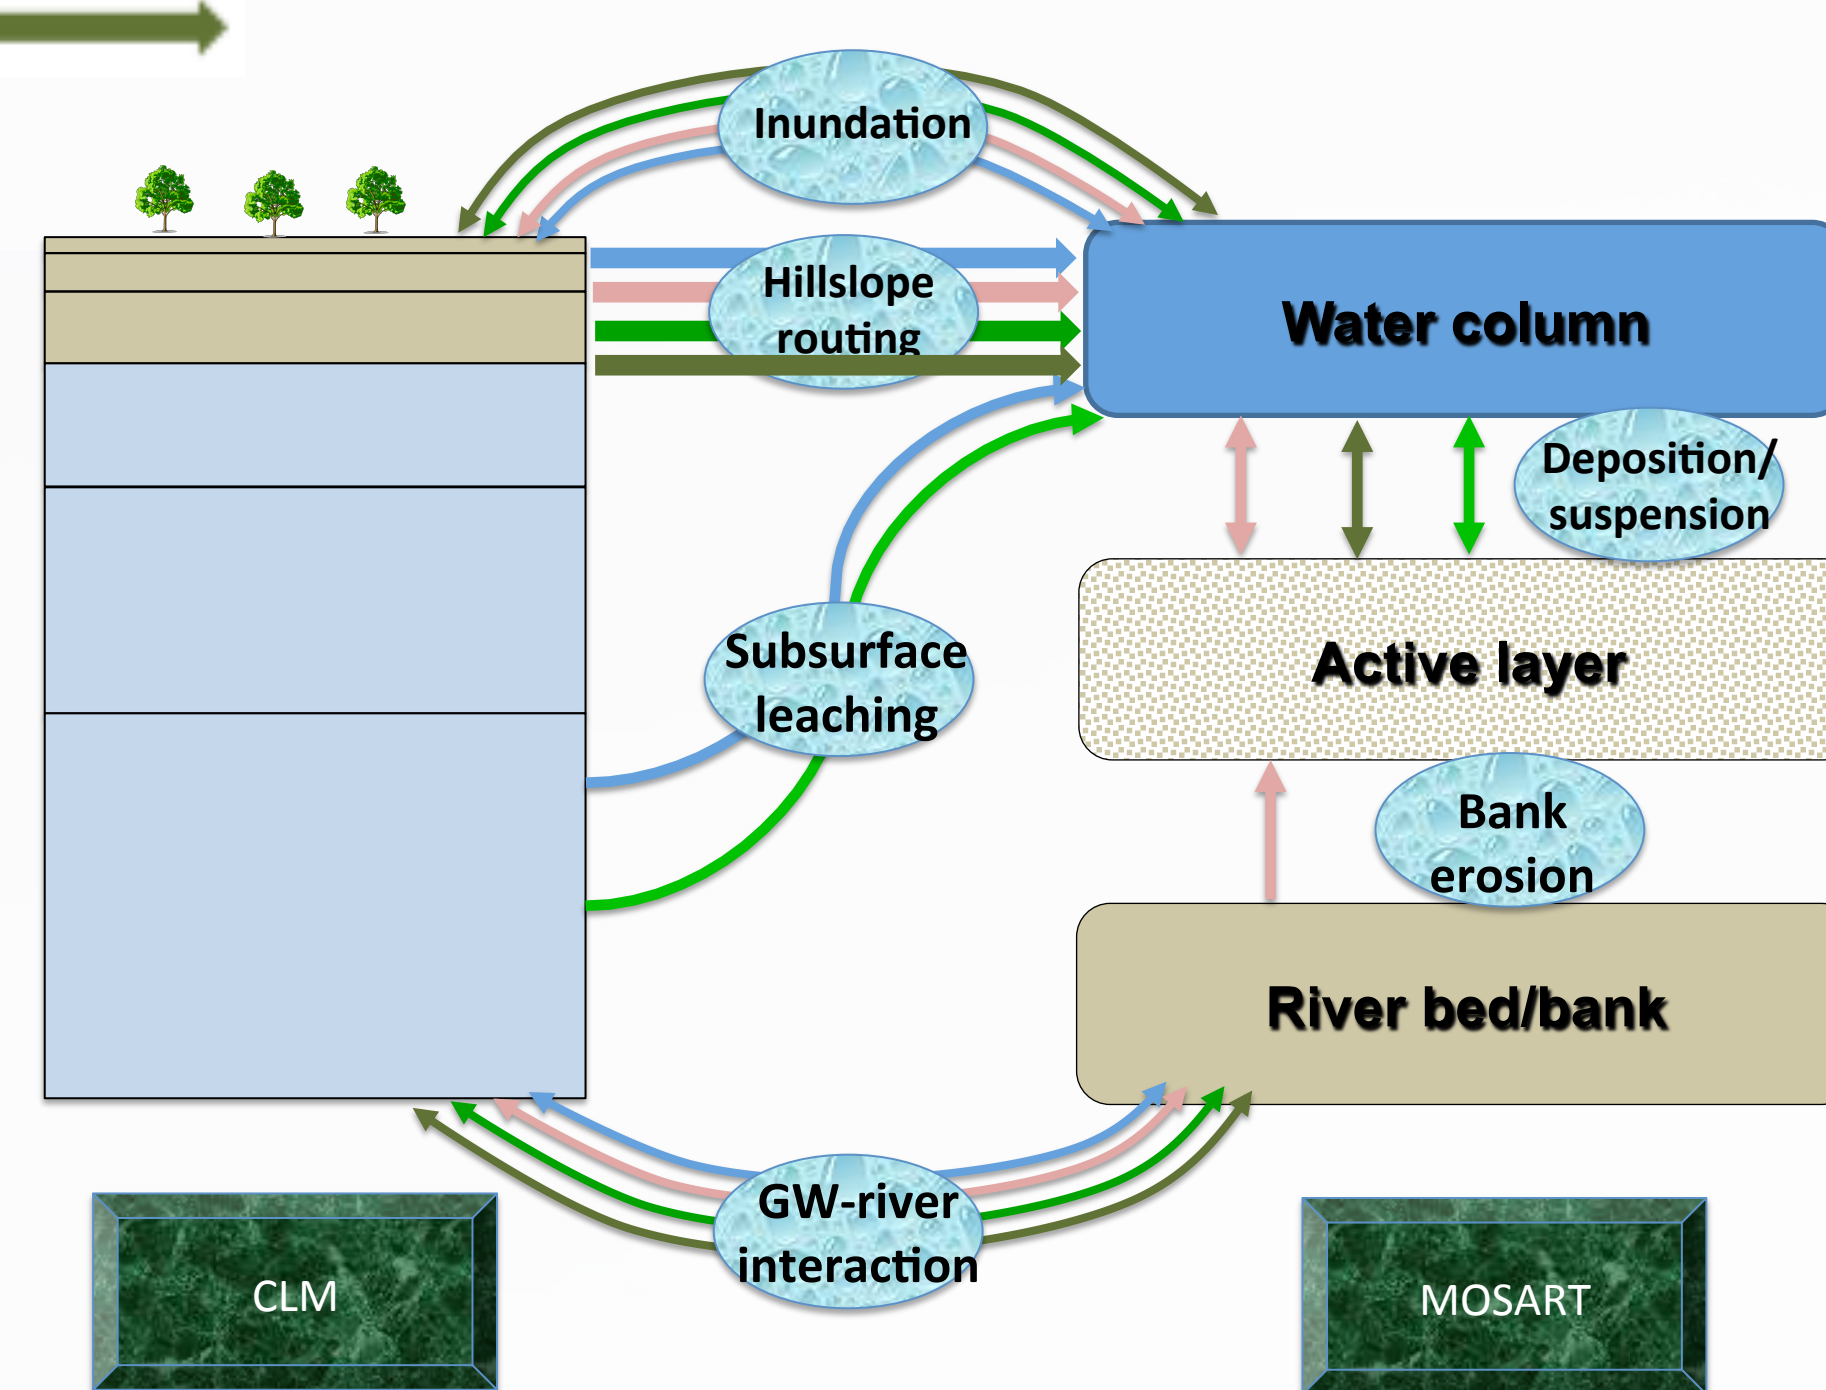 Inundation
Hillslope
routing
Water column
Deposition/
suspension
Subsurface
leaching
Active layer
Bank
erosion
River bed/bank
GW-river
interaction
CLM
MOSART